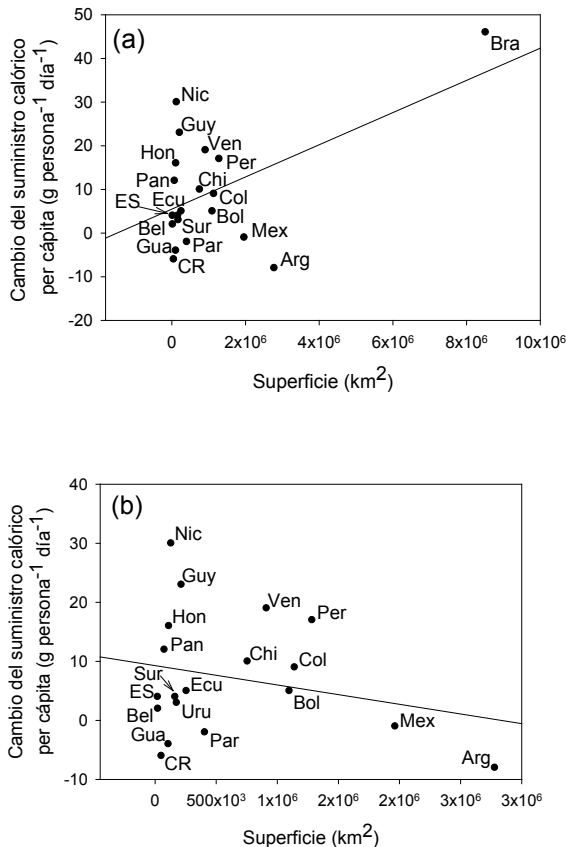 (a)
Cambio del suministro calórico
per cápita (g persona⁻¹ día⁻¹)
50
40
30
20
10
0
-10
-20
Bra
Nic
Guy
Ven
Hon
Per
Pan
Chi
ES
Ecu
Col
Bel
Sur
Bol
Gua
Par
Mex
CR
Arg
0 2x10⁶ 4x10⁶ 6x10⁶ 8x10⁶ 10x10⁶
Superficie (km²)
(b)
Cambio del suministro calórico
per cápita (g persona⁻¹ día⁻¹)
40
30
20
10
0
-10
Nic
Guy
Ven
Hon
Per
Pan
Chi
Col
Sur
ES
Ecu
Bol
Bel
Uru
Mex
Gua
Par
CR
Arg
0 500x10³ 1x10⁶ 2x10⁶ 2x10⁶ 3x10⁶ 3x10⁶
Superficie (km²)